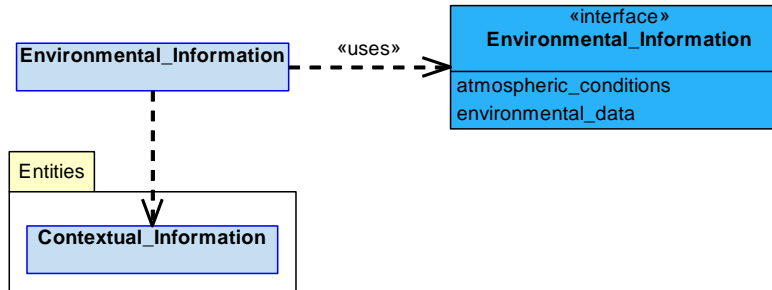 «interface»
Environmental_Information
Environmental_Information
«uses»
atmospheric_conditions
environmental_data
Entities
Contextual_Information